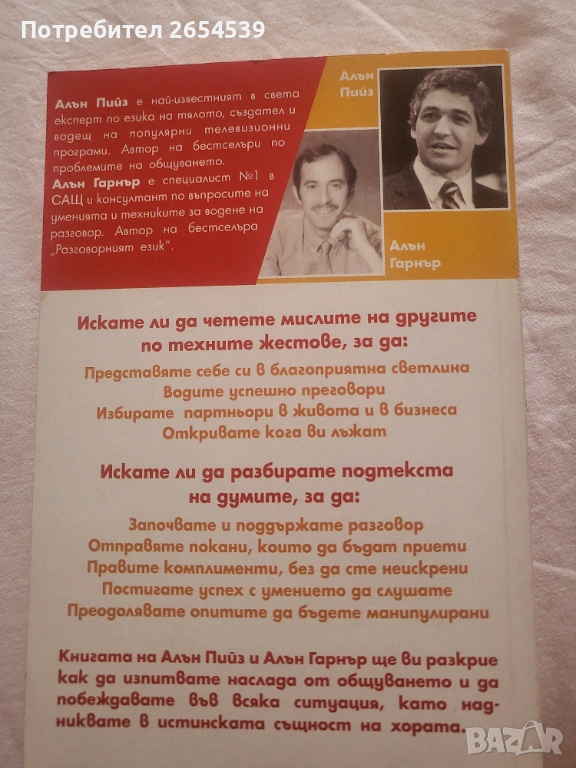 Потребител 2654539
Алън Пийз е най-известният в света
експерт по езика на тялото, създател и
водещ на популярни телевизионни
програми. Автор на бестселъри по
проблемите на общуването.
Алън Гарнър е специалист №1 в
САЩ и консултант по въпросите на
уменията и техниките за водене на
разговор. Автор на бестселъра
„Разговорният език".
Алън
Пийз
Алън
Гарнър
Искате ли да четете мислите на другите
по техните жестове, за да:
Представяте себе си в благоприятна светлина
Водите успешно преговори
Избирате партньори в живота и в бизнеса
Откривате кога ви лъжат
Искате ли да разбирате подтекста
на думите, за да:
Започвате и поддържате разговор
Отправяте покани, които да бъдат приети
Правите комплименти, без да сте неискрени
Постигате успех с умението да слушате
Преодолявате опитите да бъдете манипулирани
Книгата на Алън Пийз и Алън Гарнър ще ви разкрие
как да изпитвате наслада от общуването и да
побеждавате във всяка ситуация, като над-
никвате в истинската същност на хората...
BAZAR